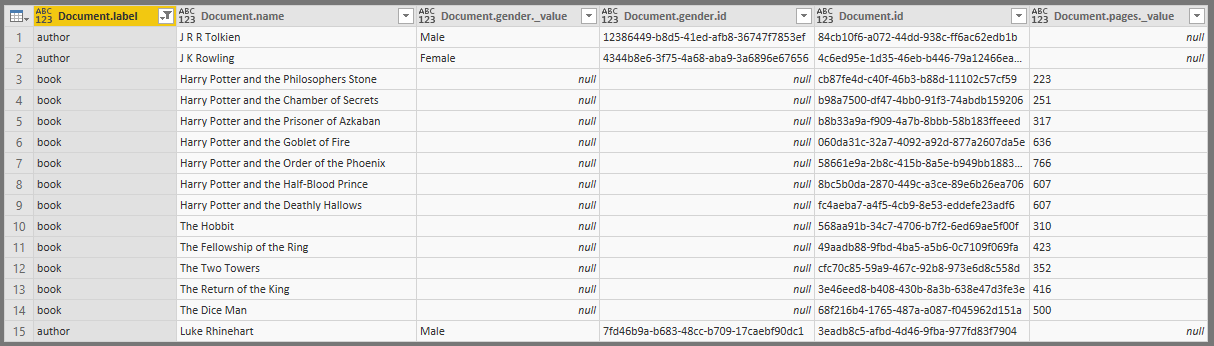 ABC 123 Document.label ABC 123 Document.name ABC 123 Document.gender._value ABC 123 Document.gender.id ABC 123 Document.id ABC 123 Document.pages._value
1 author J R R Tolkien Male 12386449-b8d5-41ed-afb8-36747f7853ef 84cb10f6-a072-44dd-938c-ff6ac62edb1b null
2 author J K Rowling Female 4344b8e6-3f75-4a68-aba9-3a6896e67656 4c6ed95e-1d35-46eb-b446-79a12466ea... null
3 book Harry Potter and the Philosophers Stone null null cb87fe4d-c40f-46b3-b88d-11102c57cf59 223
4 book Harry Potter and the Chamber of Secrets null null b98a7500-df47-4bb0-91f3-74abdb159206 251
5 book Harry Potter and the Prisoner of Azkaban null null b8b33a9a-f909-4a7b-8bbb-58b183ffeeed 317
6 book Harry Potter and the Goblet of Fire null null 060da31c-32a7-4092-a92d-877a2607da5e 636
7 book Harry Potter and the Order of the Phoenix null null 58661e9a-2b8c-415b-8a5e-b949bb1883... 766
8 book Harry Potter and the Half-Blood Prince null null 8bc5b0da-2870-449c-a3ce-89e6b26ea706 607
9 book Harry Potter and the Deathly Hallows null null fc4aeba7-a4f5-4cb9-8e53-eddefe23adf6 607
10 book The Hobbit null null 568aa91b-34c7-4706-b7f2-6ed69ae5f00f 310
11 book The Fellowship of the Ring null null 49aadb88-9fbd-4ba5-a5b6-0c7109f069fa 423
12 book The Two Towers null null cfc70c85-59a9-467c-92b8-973e6d8c558d 352
13 book The Return of the King null null 3e46eed8-b408-430b-8a3b-638e47d3fe3e 416
14 book The Dice Man null null 68f216b4-1765-487a-a087-f045962d151a 500
15 author Luke Rhinehart Male 7fd46b9a-b683-48cc-b709-17caebf90dc1 3eadb8c5-afbd-4d46-9fba-977fd83f7904 null